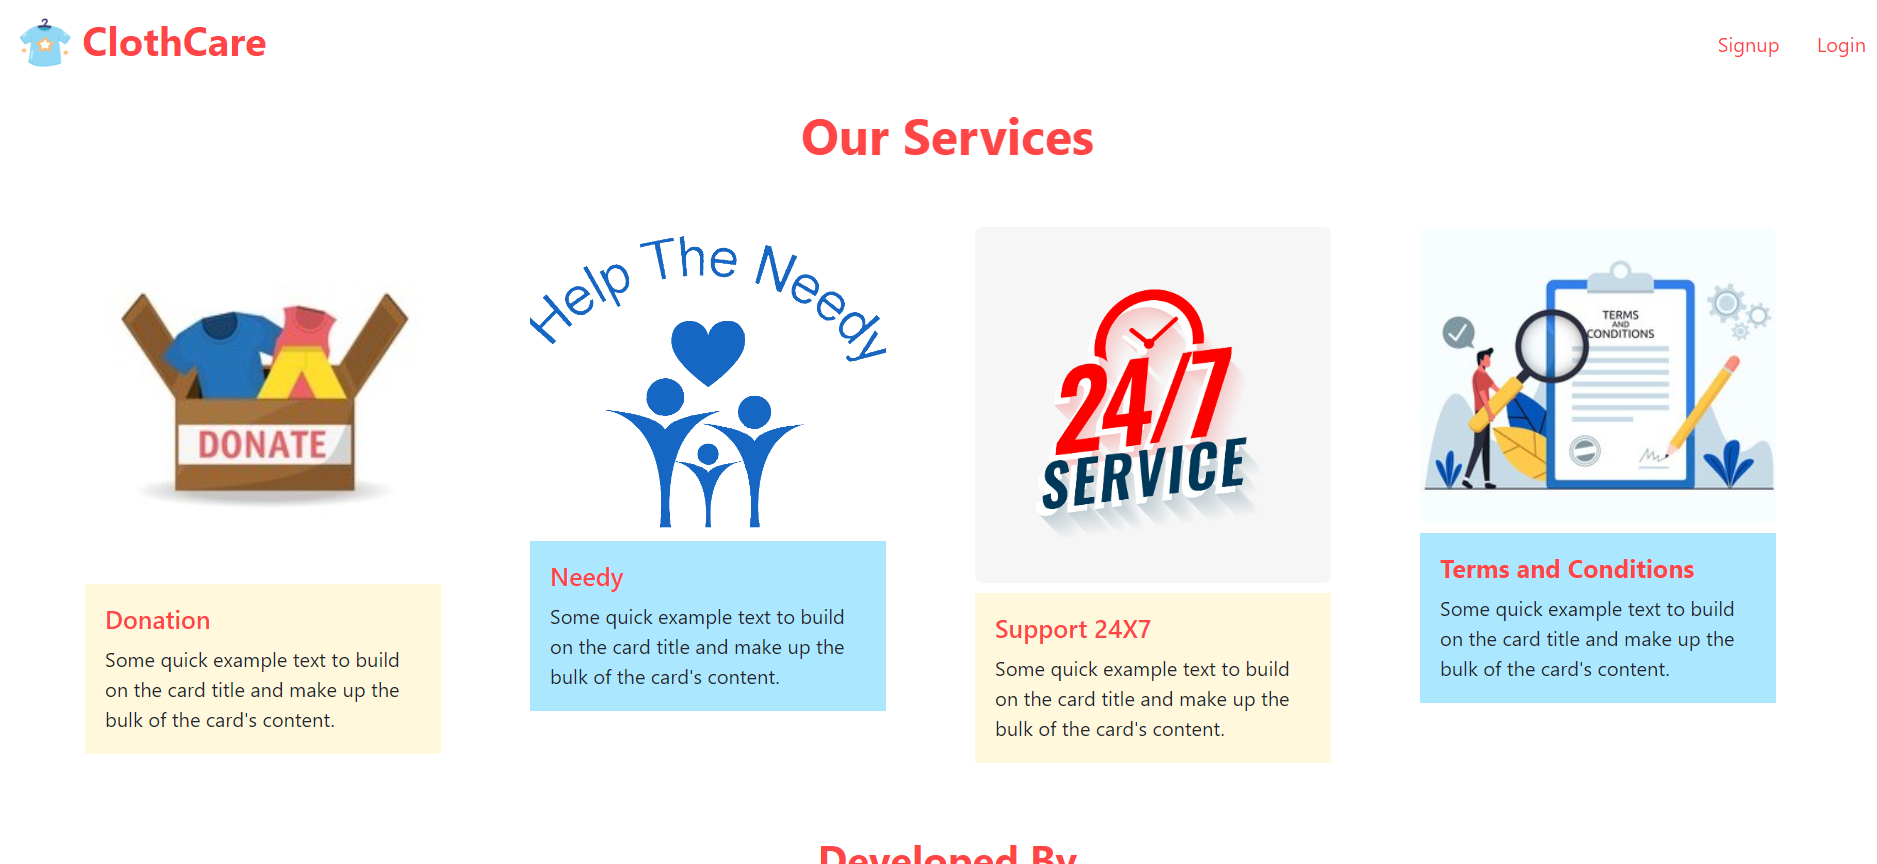 ClothCare
Signup
Login
Our Services
DONATE
Donation
Some quick example text to build
on the card title and make up the
bulk of the card's content.
Help The Needy
Needy
Some quick example text to build
on the card title and make up the
bulk of the card's content.
24/7
SERVICE
Support 24X7
Some quick example text to build
on the card title and make up the
bulk of the card's content.
TERMS
AND
CONDITIONS
Terms and Conditions
Some quick example text to build
on the card title and make up the
bulk of the card's content.
Developed By